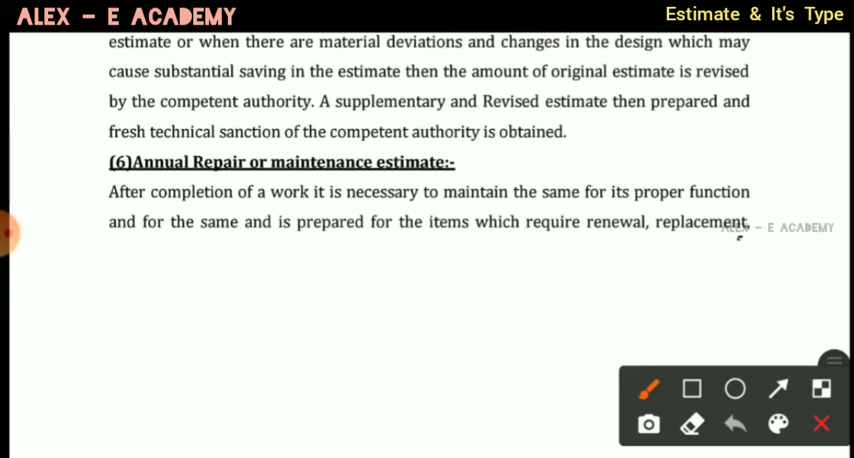 ALEX - E ACADEMY
Estimate & It's Type
estimate or when there are material deviations and changes in the design which may
cause substantial saving in the estimate then the amount of original estimate is revised
by the competent authority. A supplementary and Revised estimate then prepared and
fresh technical sanction of the competent authority is obtained.
(6)Annual Repair or maintenance estimate:-
After completion of a work it is necessary to maintain the same for its proper function
and for the same and is prepared for the items which require renewal, replacement,
ALEX - E ACADEMY